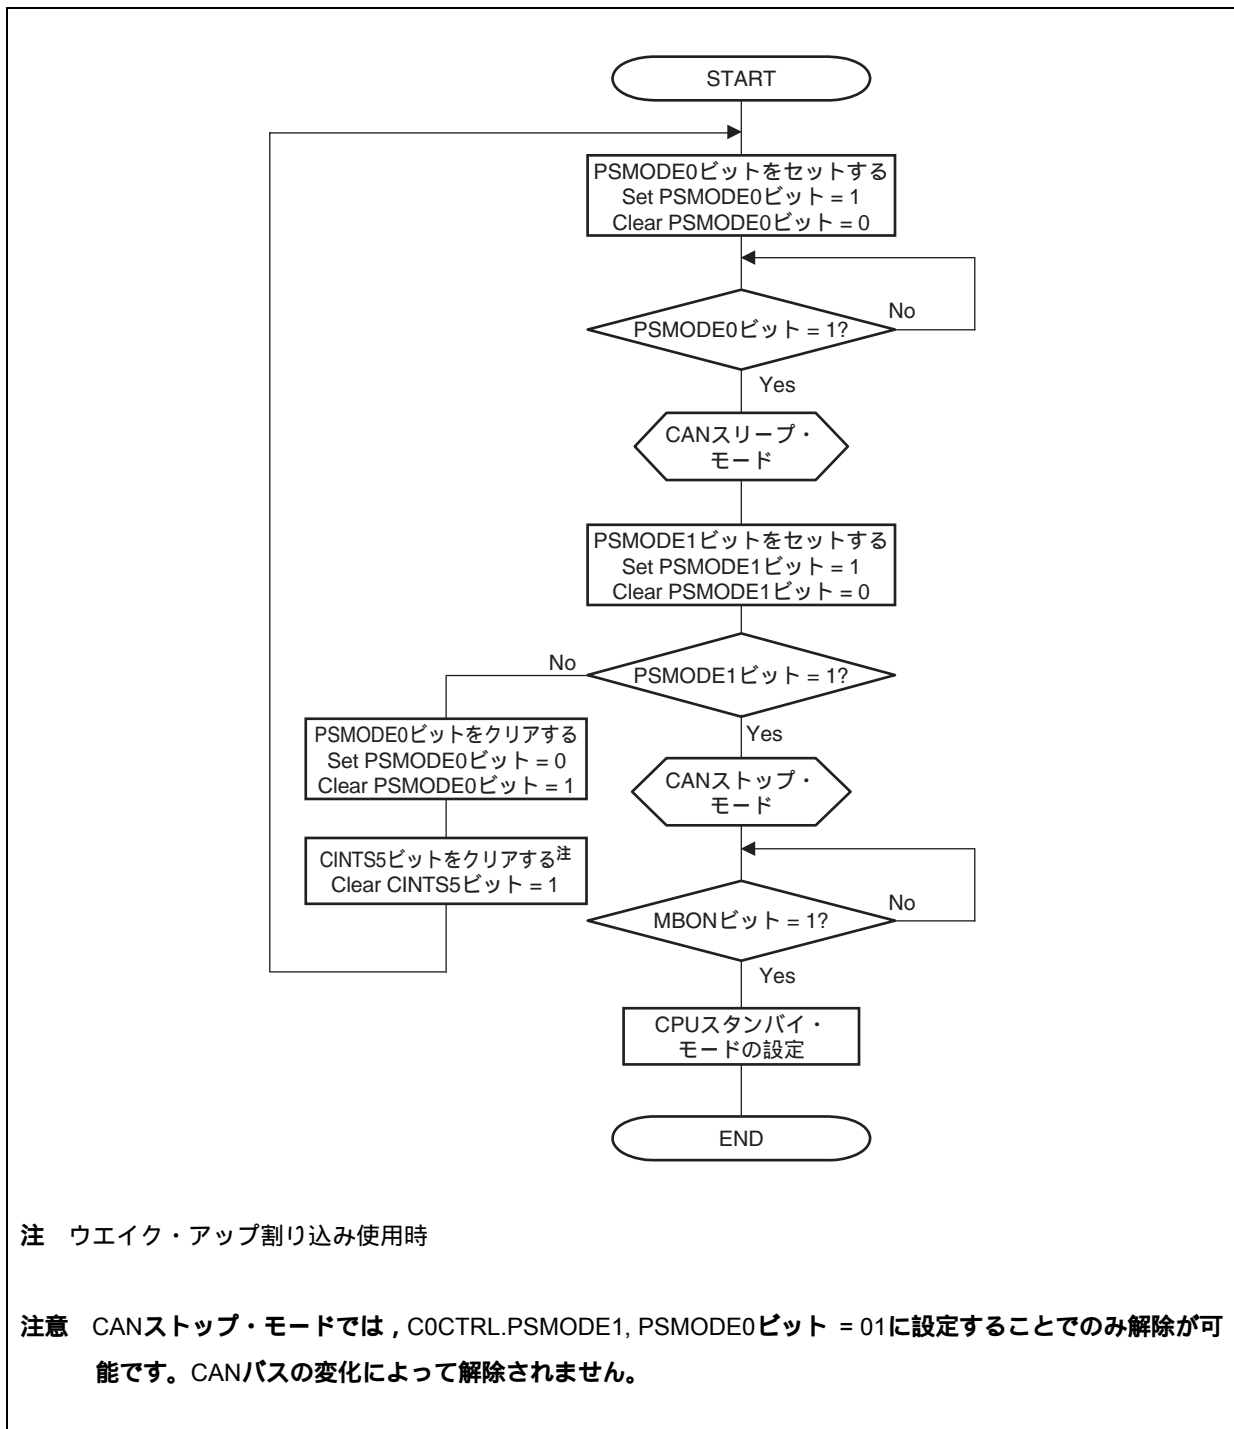 START
PSMODE0ビットをセットする
Set PSMODE0ビット = 1
Clear PSMODE0ビット = 0
PSMODE0ビット = 1?
No
Yes
CANスリープ・
モード
PSMODE1ビットをセットする
Set PSMODE1ビット = 1
Clear PSMODE1ビット = 0
PSMODE1ビット = 1?
No
Yes
PSMODE0ビットをクリアする
Set PSMODE0ビット = 0
Clear PSMODE0ビット = 1
CINTS5ビットをクリアする注
Clear CINTS5ビット = 1
CANストップ・
モード
MBONビット = 1?
No
Yes
CPUスタンバイ・
モードの設定
END
注 ウエイク・アップ割り込み使用時
注意 CANストップ・モードでは，C0CTRL.PSMODE1, PSMODE0ビット = 01に設定することでのみ解除が可
能です。CANバスの変化によって解除されません。